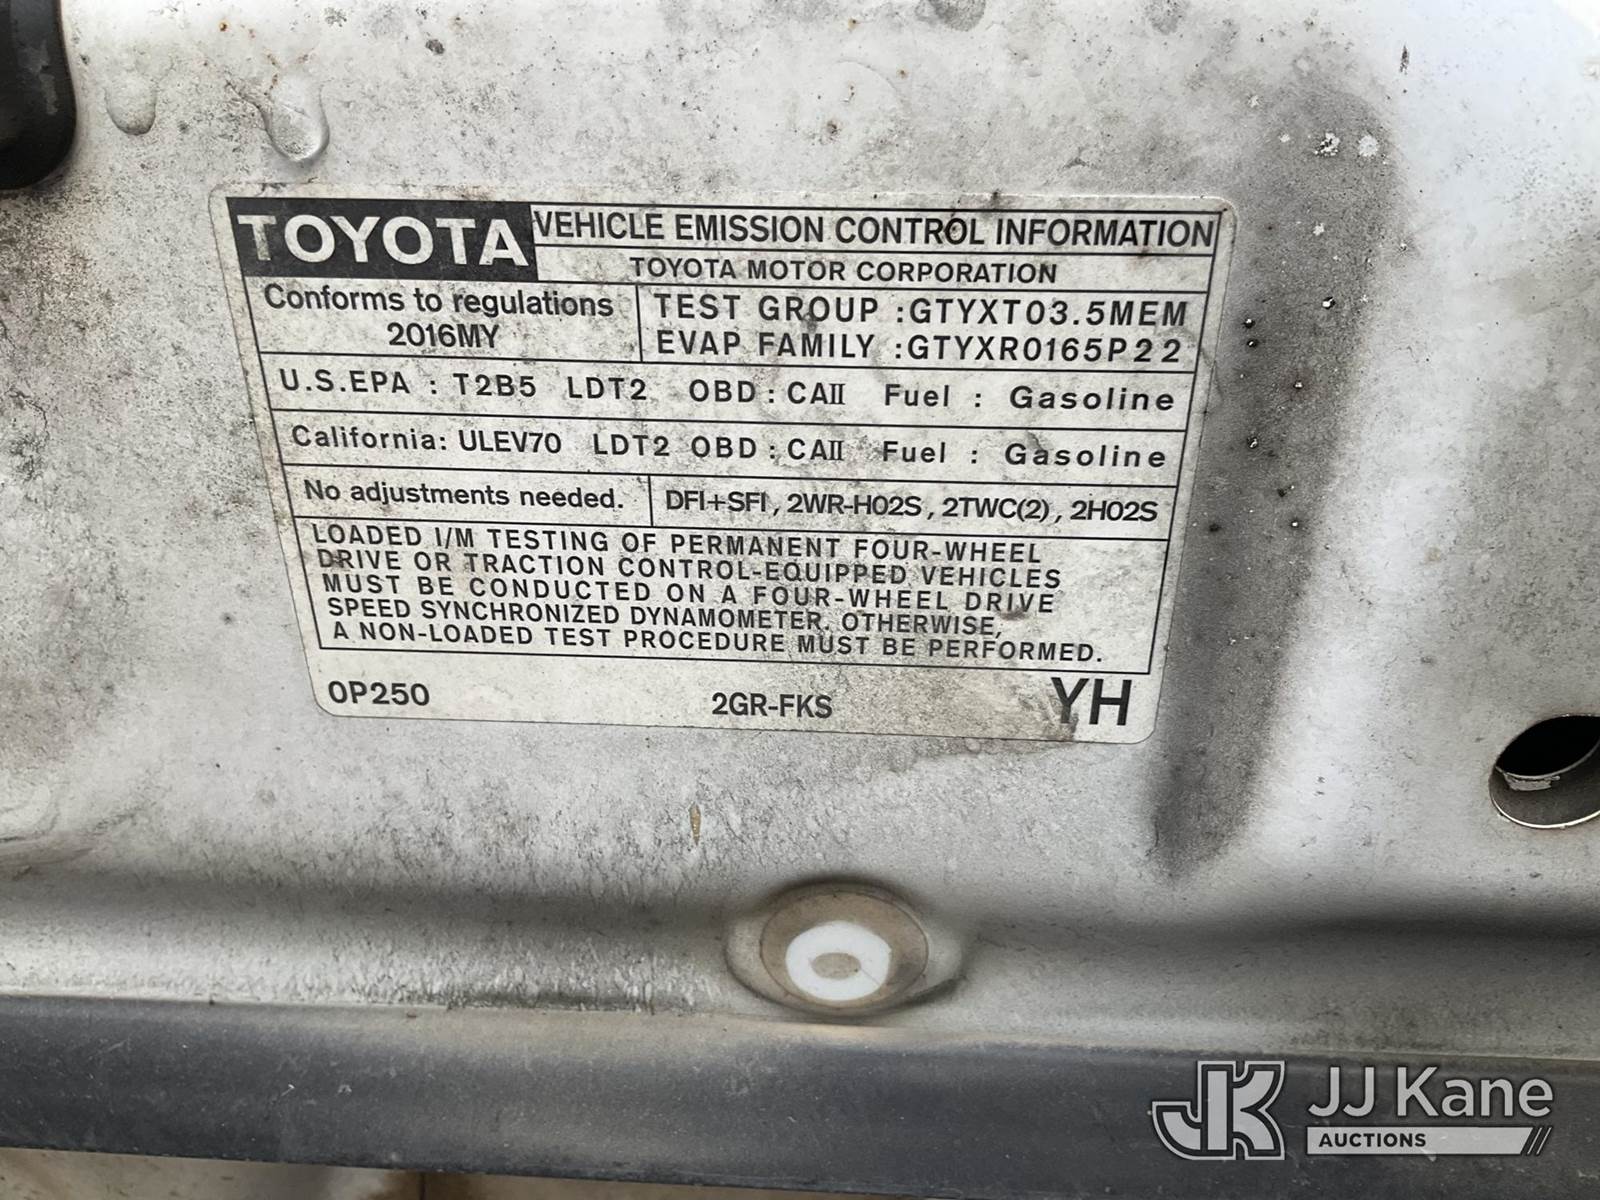 TOYOTA VEHICLE EMISSION CONTROL INFORMATION
TOYOTA MOTOR CORPORATION
Conforms to regulations
2016MY
TEST GROUP :GTYXT03.5MEM
EVAP FAMILY :GTYXR0165P22
U.S.EPA : T2B5 LDT2 OBD : CAII Fuel : Gasoline
California: ULEV70 LDT2 OBD : CAII Fuel : Gasoline
No adjustments needed. DFI+SFI, 2WR-HO2S, 2TWC(2), 2HO2S
LOADED I/M TESTING OF PERMANENT FOUR-WHEEL
DRIVE OR TRACTION CONTROL-EQUIPPED VEHICLES
MUST BE CONDUCTED ON A FOUR-WHEEL DRIVE
SPEED SYNCHRONIZED DYNAMOMETER. OTHERWISE,
A NON-LOADED TEST PROCEDURE MUST BE PERFORMED.
0P250 2GR-FKS YH
JK JJ Kane
AUCTIONS